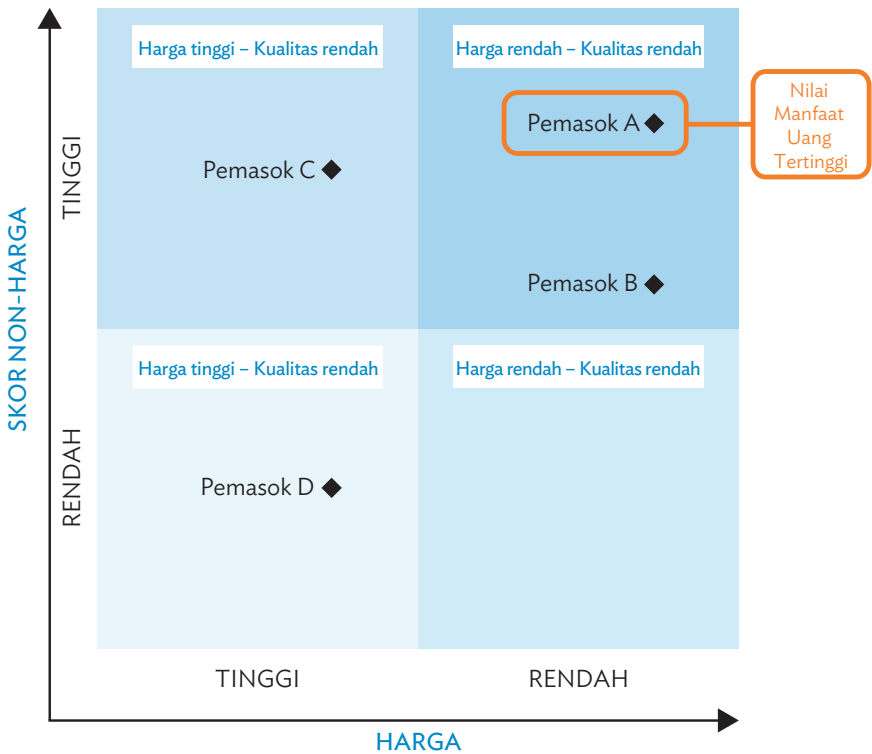 Harga tinggi – Kualitas rendah
Harga rendah – Kualitas rendah
Pemasok A
Nilai
Manfaat
Uang
Tertinggi
Pemasok C
Pemasok B
TINGGI
SKOR NON-HARGA
Harga tinggi – Kualitas rendah
Harga rendah – Kualitas rendah
RENDAH
Pemasok D
TINGGI
RENDAH
HARGA